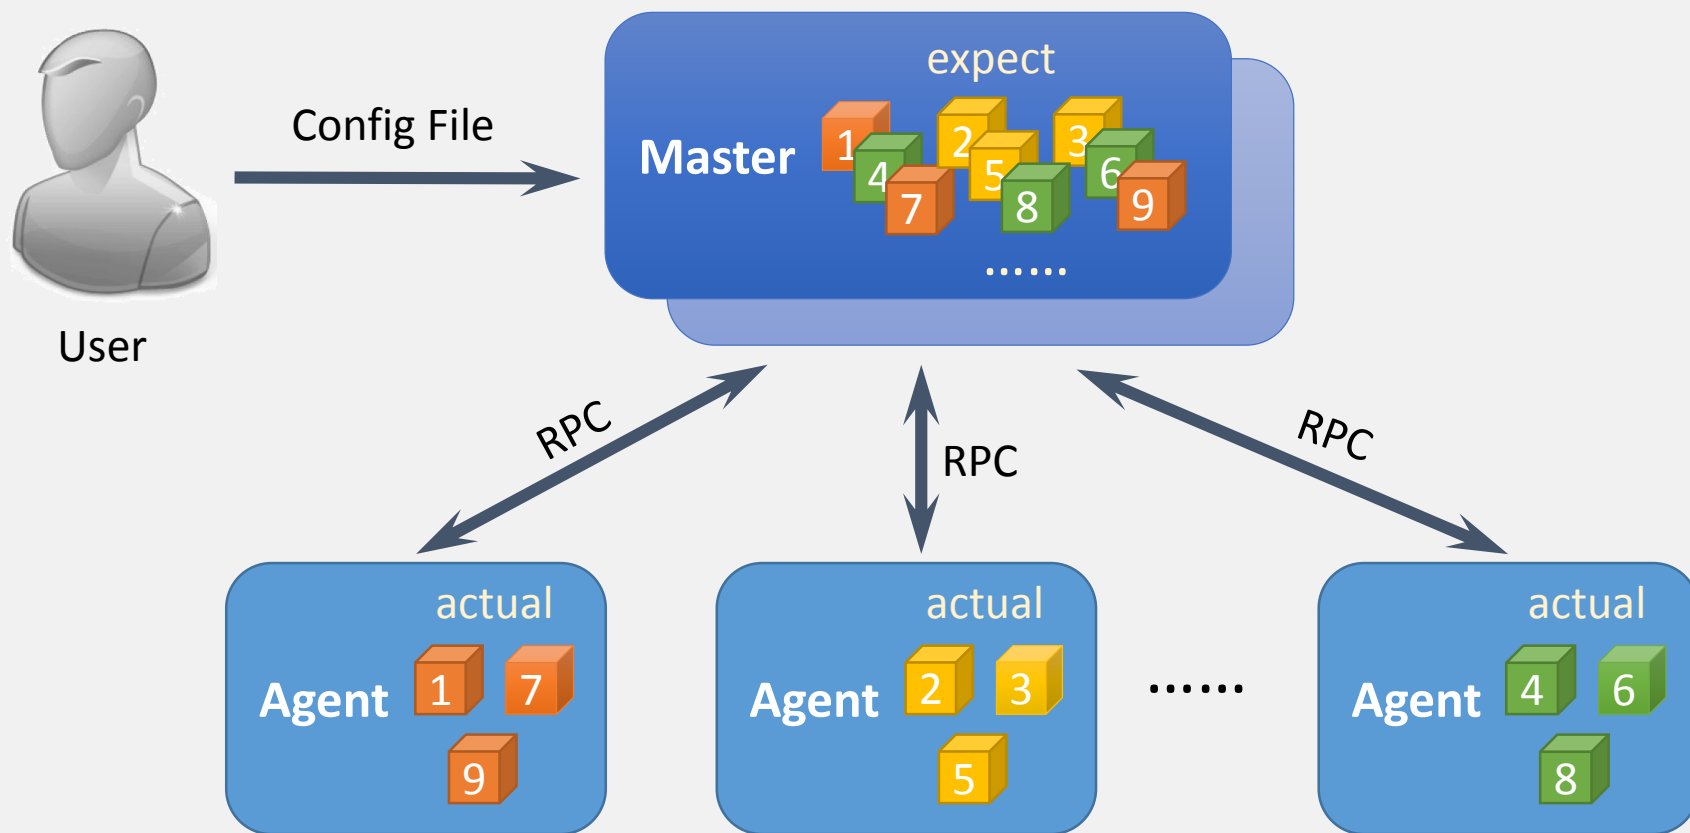 expect
Config File
Master
1 2 3
4 5 6
7 8 9
......
User
RPC
RPC
RPC
actual
Agent
1 7
9
actual
Agent
2 3
5
......
actual
Agent
4 6
8